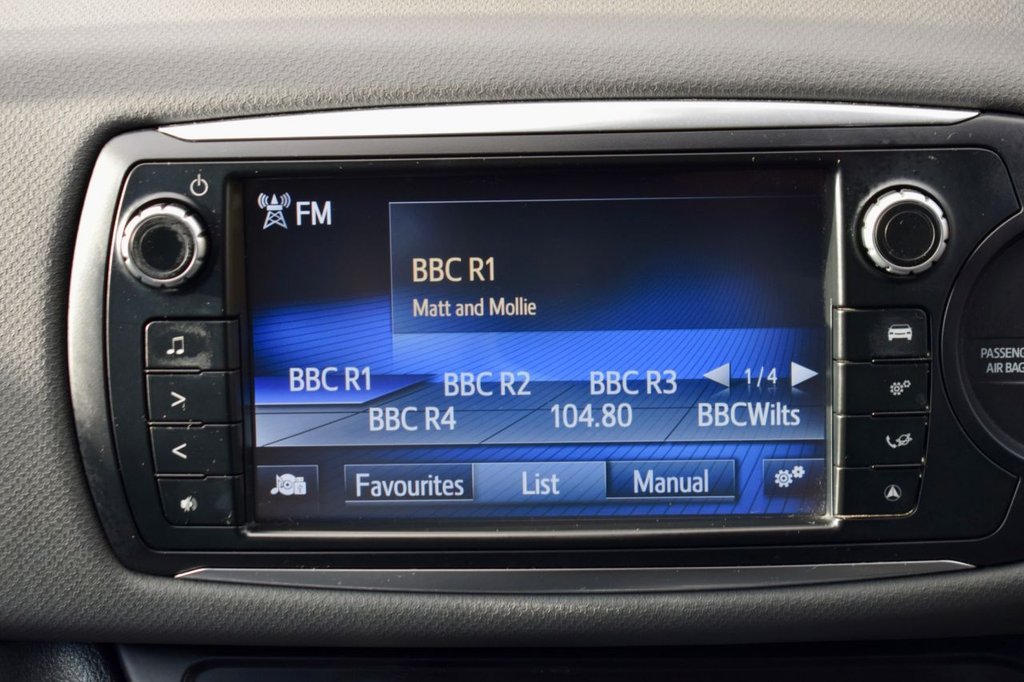 FM
BBC R1
Matt and Mollie
BBC R1 BBC R2 BBC R3 1/4
BBC R4 104.80 BBCWilts
Favourites List Manual
PASSENG
AIR BAG